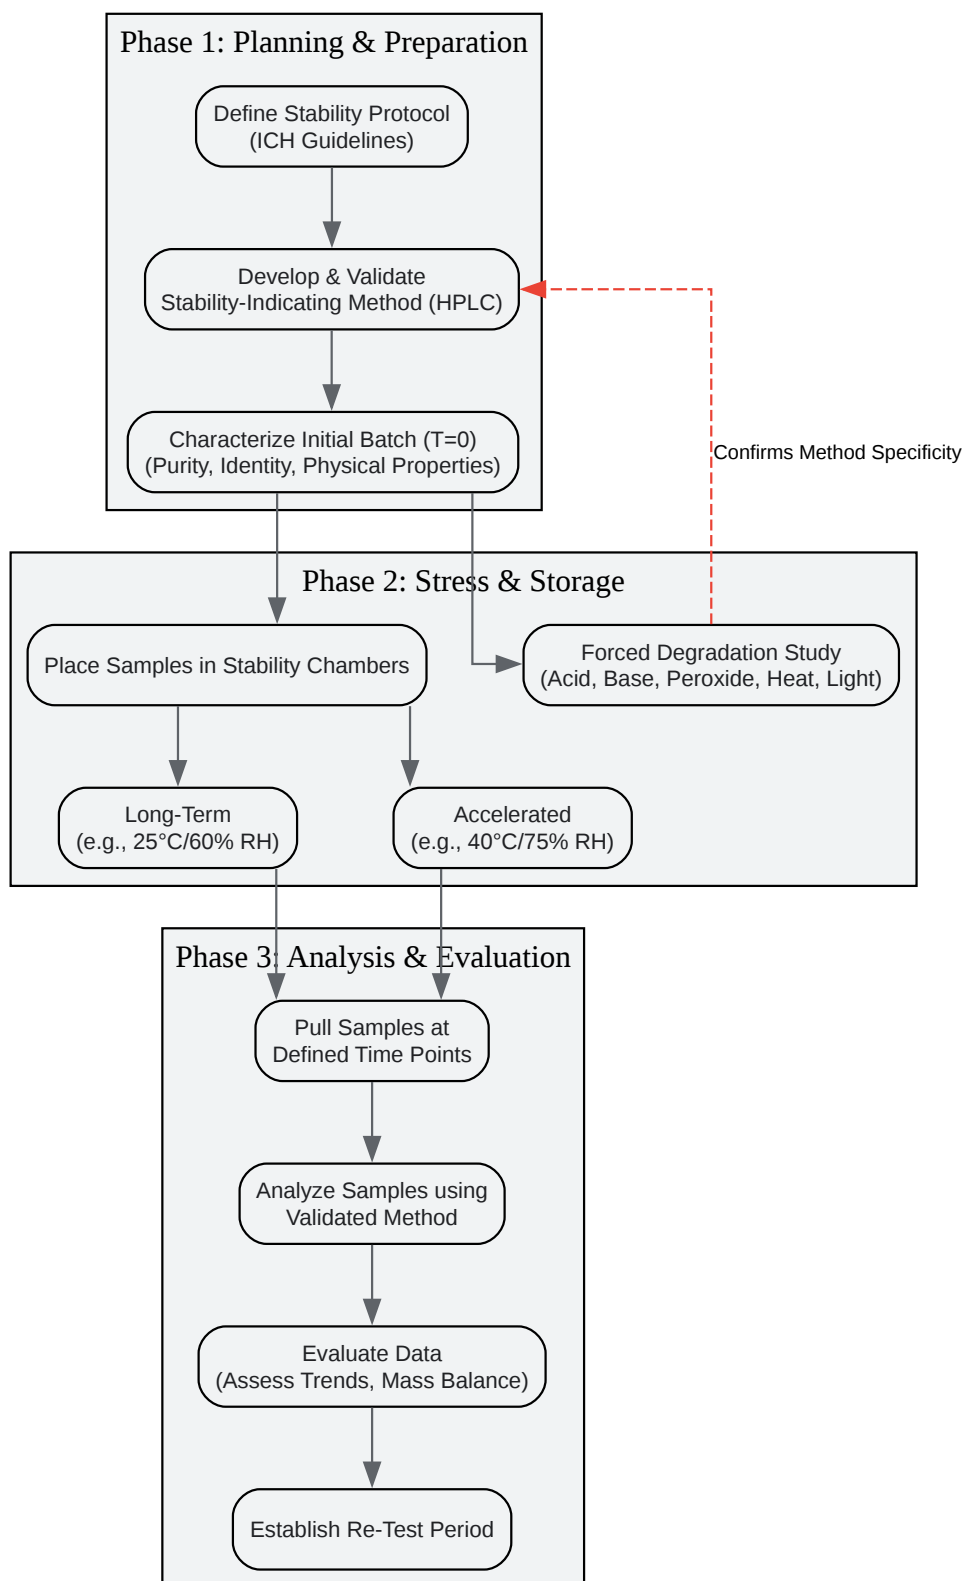 Phase 1: Planning & Preparation
Define Stability Protocol
(ICH Guidelines)
Develop & Validate
Stability-Indicating Method (HPLC)
Characterize Initial Batch (T=0)
(Purity, Identity, Physical Properties)
Confirms Method Specificity
Phase 2: Stress & Storage
Place Samples in Stability Chambers
Forced Degradation Study
(Acid, Base, Peroxide, Heat, Light)
Long-Term
(e.g., 25°C/60% RH)
Accelerated
(e.g., 40°C/75% RH)
Phase 3: Analysis & Evaluation
Pull Samples at
Defined Time Points
Analyze Samples using
Validated Method
Evaluate Data
(Assess Trends, Mass Balance)
Establish Re-Test Period